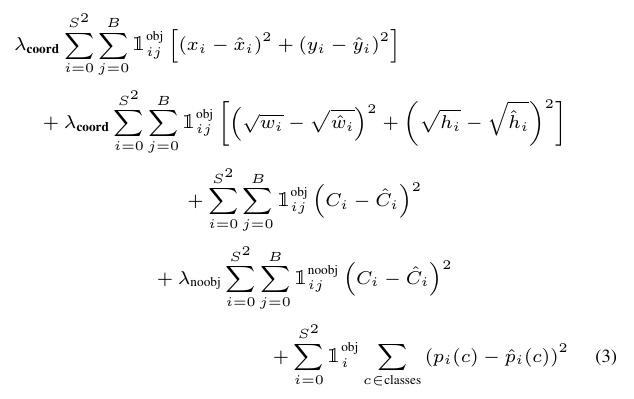 λ_coord ∑_{i=0}^{S^2} ∑_{j=0}^{B} 𝟙_{ij}^{obj} [(x_i − x̂_i)^2 + (y_i − ŷ_i)^2]
+ λ_coord ∑_{i=0}^{S^2} ∑_{j=0}^{B} 𝟙_{ij}^{obj} [(√w_i − √ŵ_i)^2 + (√h_i − √ĥ_i)^2]
+ ∑_{i=0}^{S^2} ∑_{j=0}^{B} 𝟙_{ij}^{obj} (C_i − Ĉ_i)^2
+ λ_noobj ∑_{i=0}^{S^2} ∑_{j=0}^{B} 𝟙_{ij}^{noobj} (C_i − Ĉ_i)^2
+ ∑_{i=0}^{S^2} 𝟙_i^{obj} ∑_{c∈classes} (p_i(c) − p̂_i(c))^2 (3)